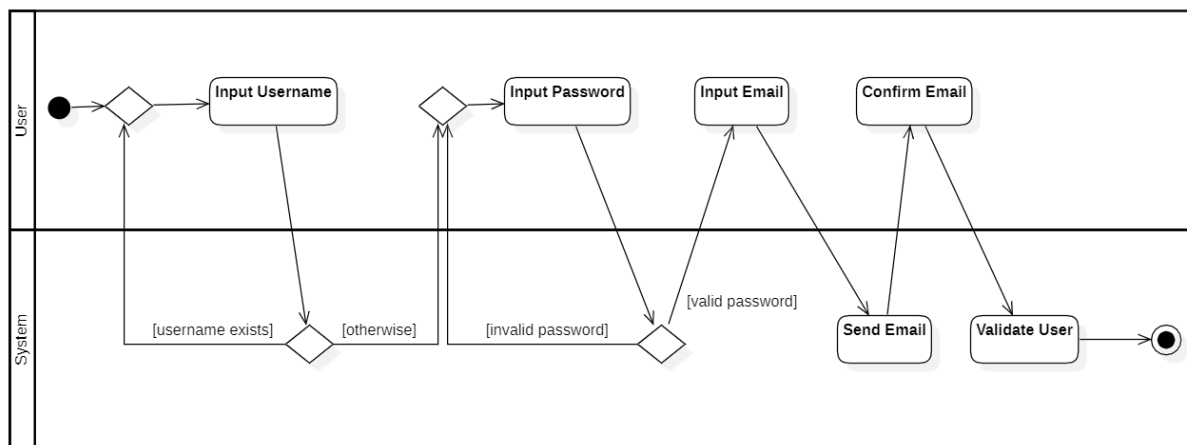 User
Input Username
Input Password
Input Email
Confirm Email
System
[username exists]
[otherwise]
[invalid password]
[valid password]
Send Email
Validate User